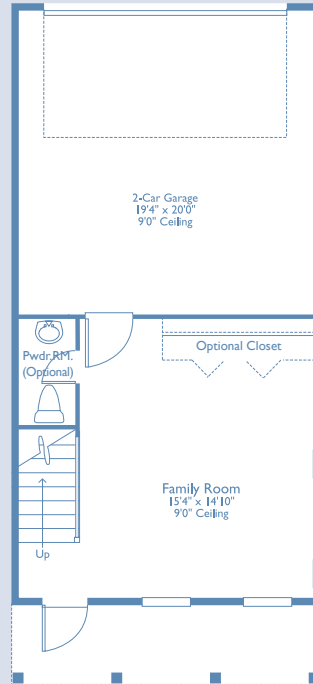 2-Car Garage
19'4" x 20'0"
9'0" Ceiling
Pwdr.RM.
(Optional)
Optional Closet
Family Room
15'4" x 14'10"
9'0" Ceiling
Up